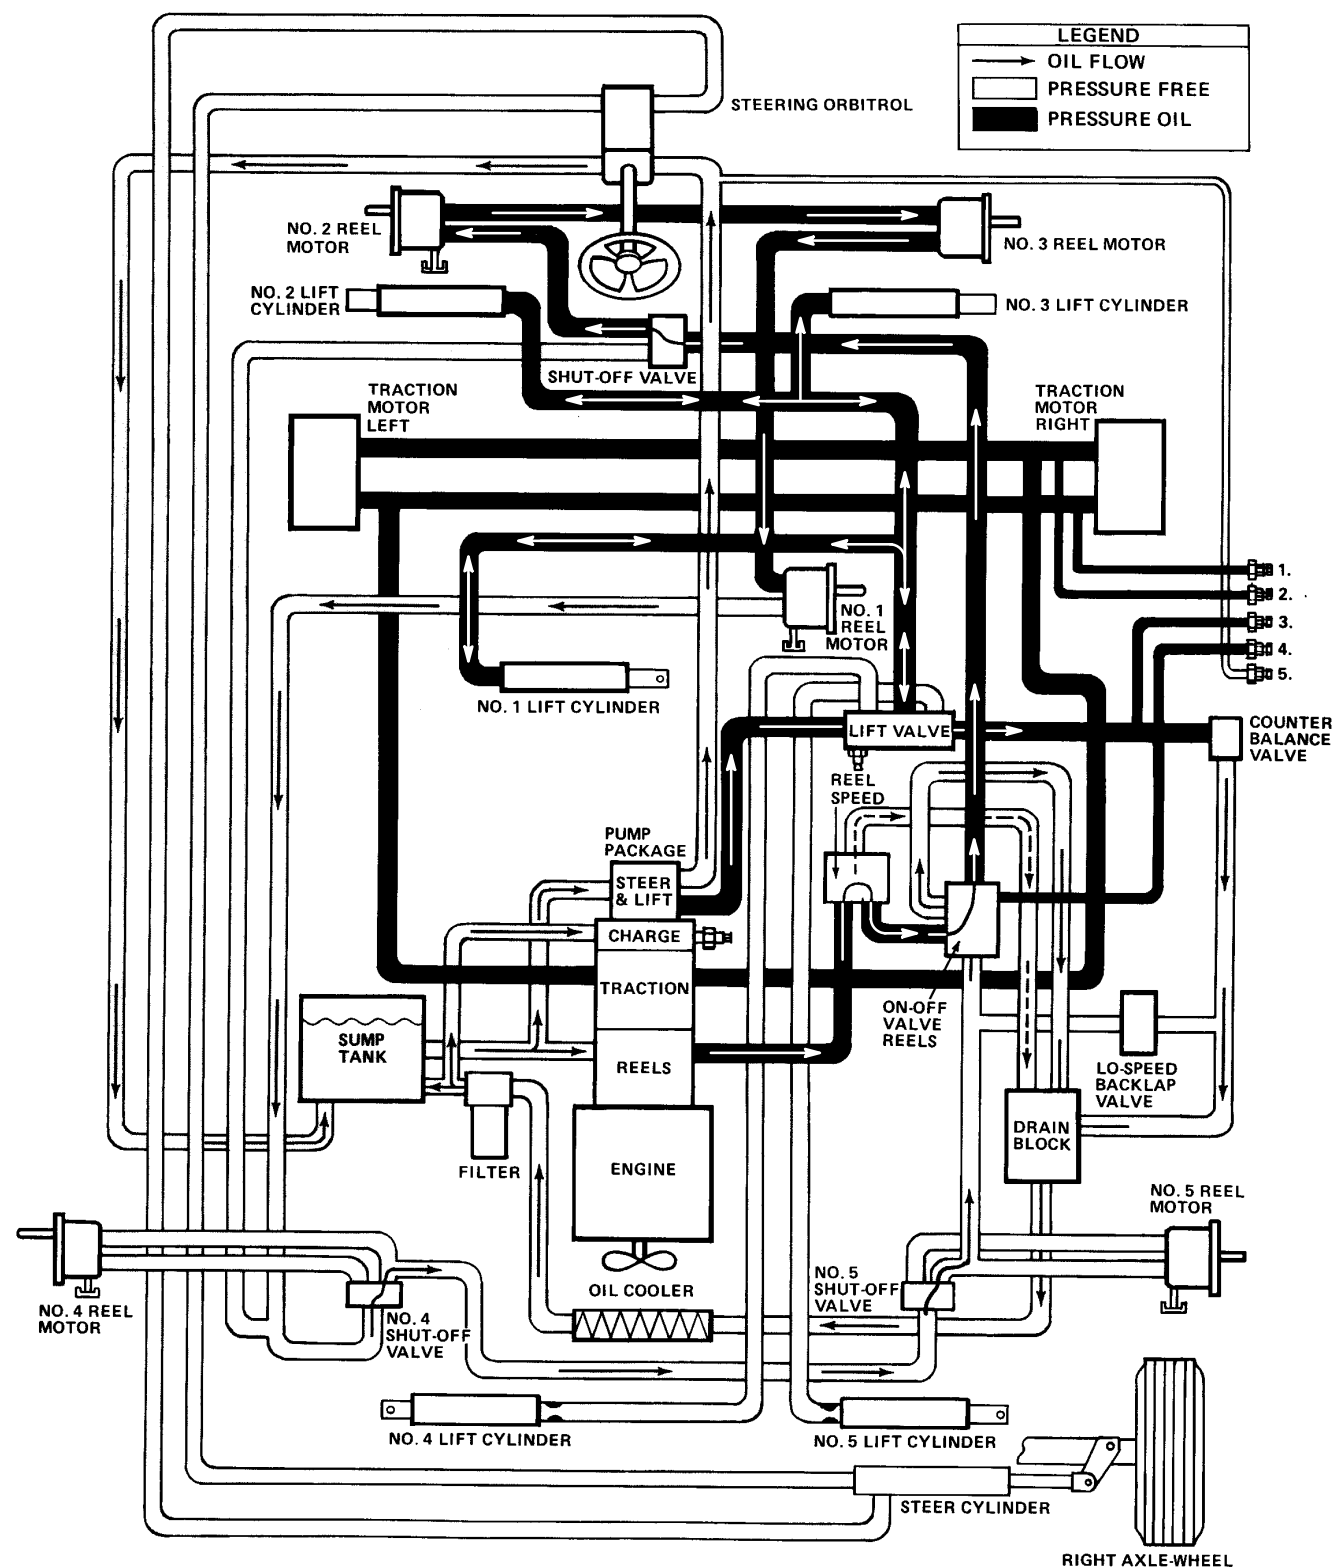 LEGEND
OIL FLOW
PRESSURE FREE
PRESSURE OIL
STEERING ORBITROL
NO. 2 REEL
MOTOR
NO. 3 REEL MOTOR
NO. 2 LIFT
CYLINDER
NO. 3 LIFT CYLINDER
SHUT-OFF VALVE
TRACTION
MOTOR
LEFT
TRACTION
MOTOR
RIGHT
1.
2.
3.
4.
5.
NO. 1
REEL
MOTOR
NO. 1 LIFT CYLINDER
LIFT VALVE
COUNTER
BALANCE
VALVE
REEL
SPEED
PUMP
PACKAGE
STEER
& LIFT
CHARGE
TRACTION
REELS
ENGINE
SUMP
TANK
ON-OFF
VALVE
REELS
LO-SPEED
BACKLAP
VALVE
DRAIN
BLOCK
FILTER
NO. 5 REEL
MOTOR
NO. 4 REEL
MOTOR
OIL COOLER
NO. 4
SHUT-OFF
VALVE
NO. 5
SHUT-OFF
VALVE
NO. 4 LIFT CYLINDER
NO. 5 LIFT CYLINDER
STEER CYLINDER
RIGHT AXLE-WHEEL